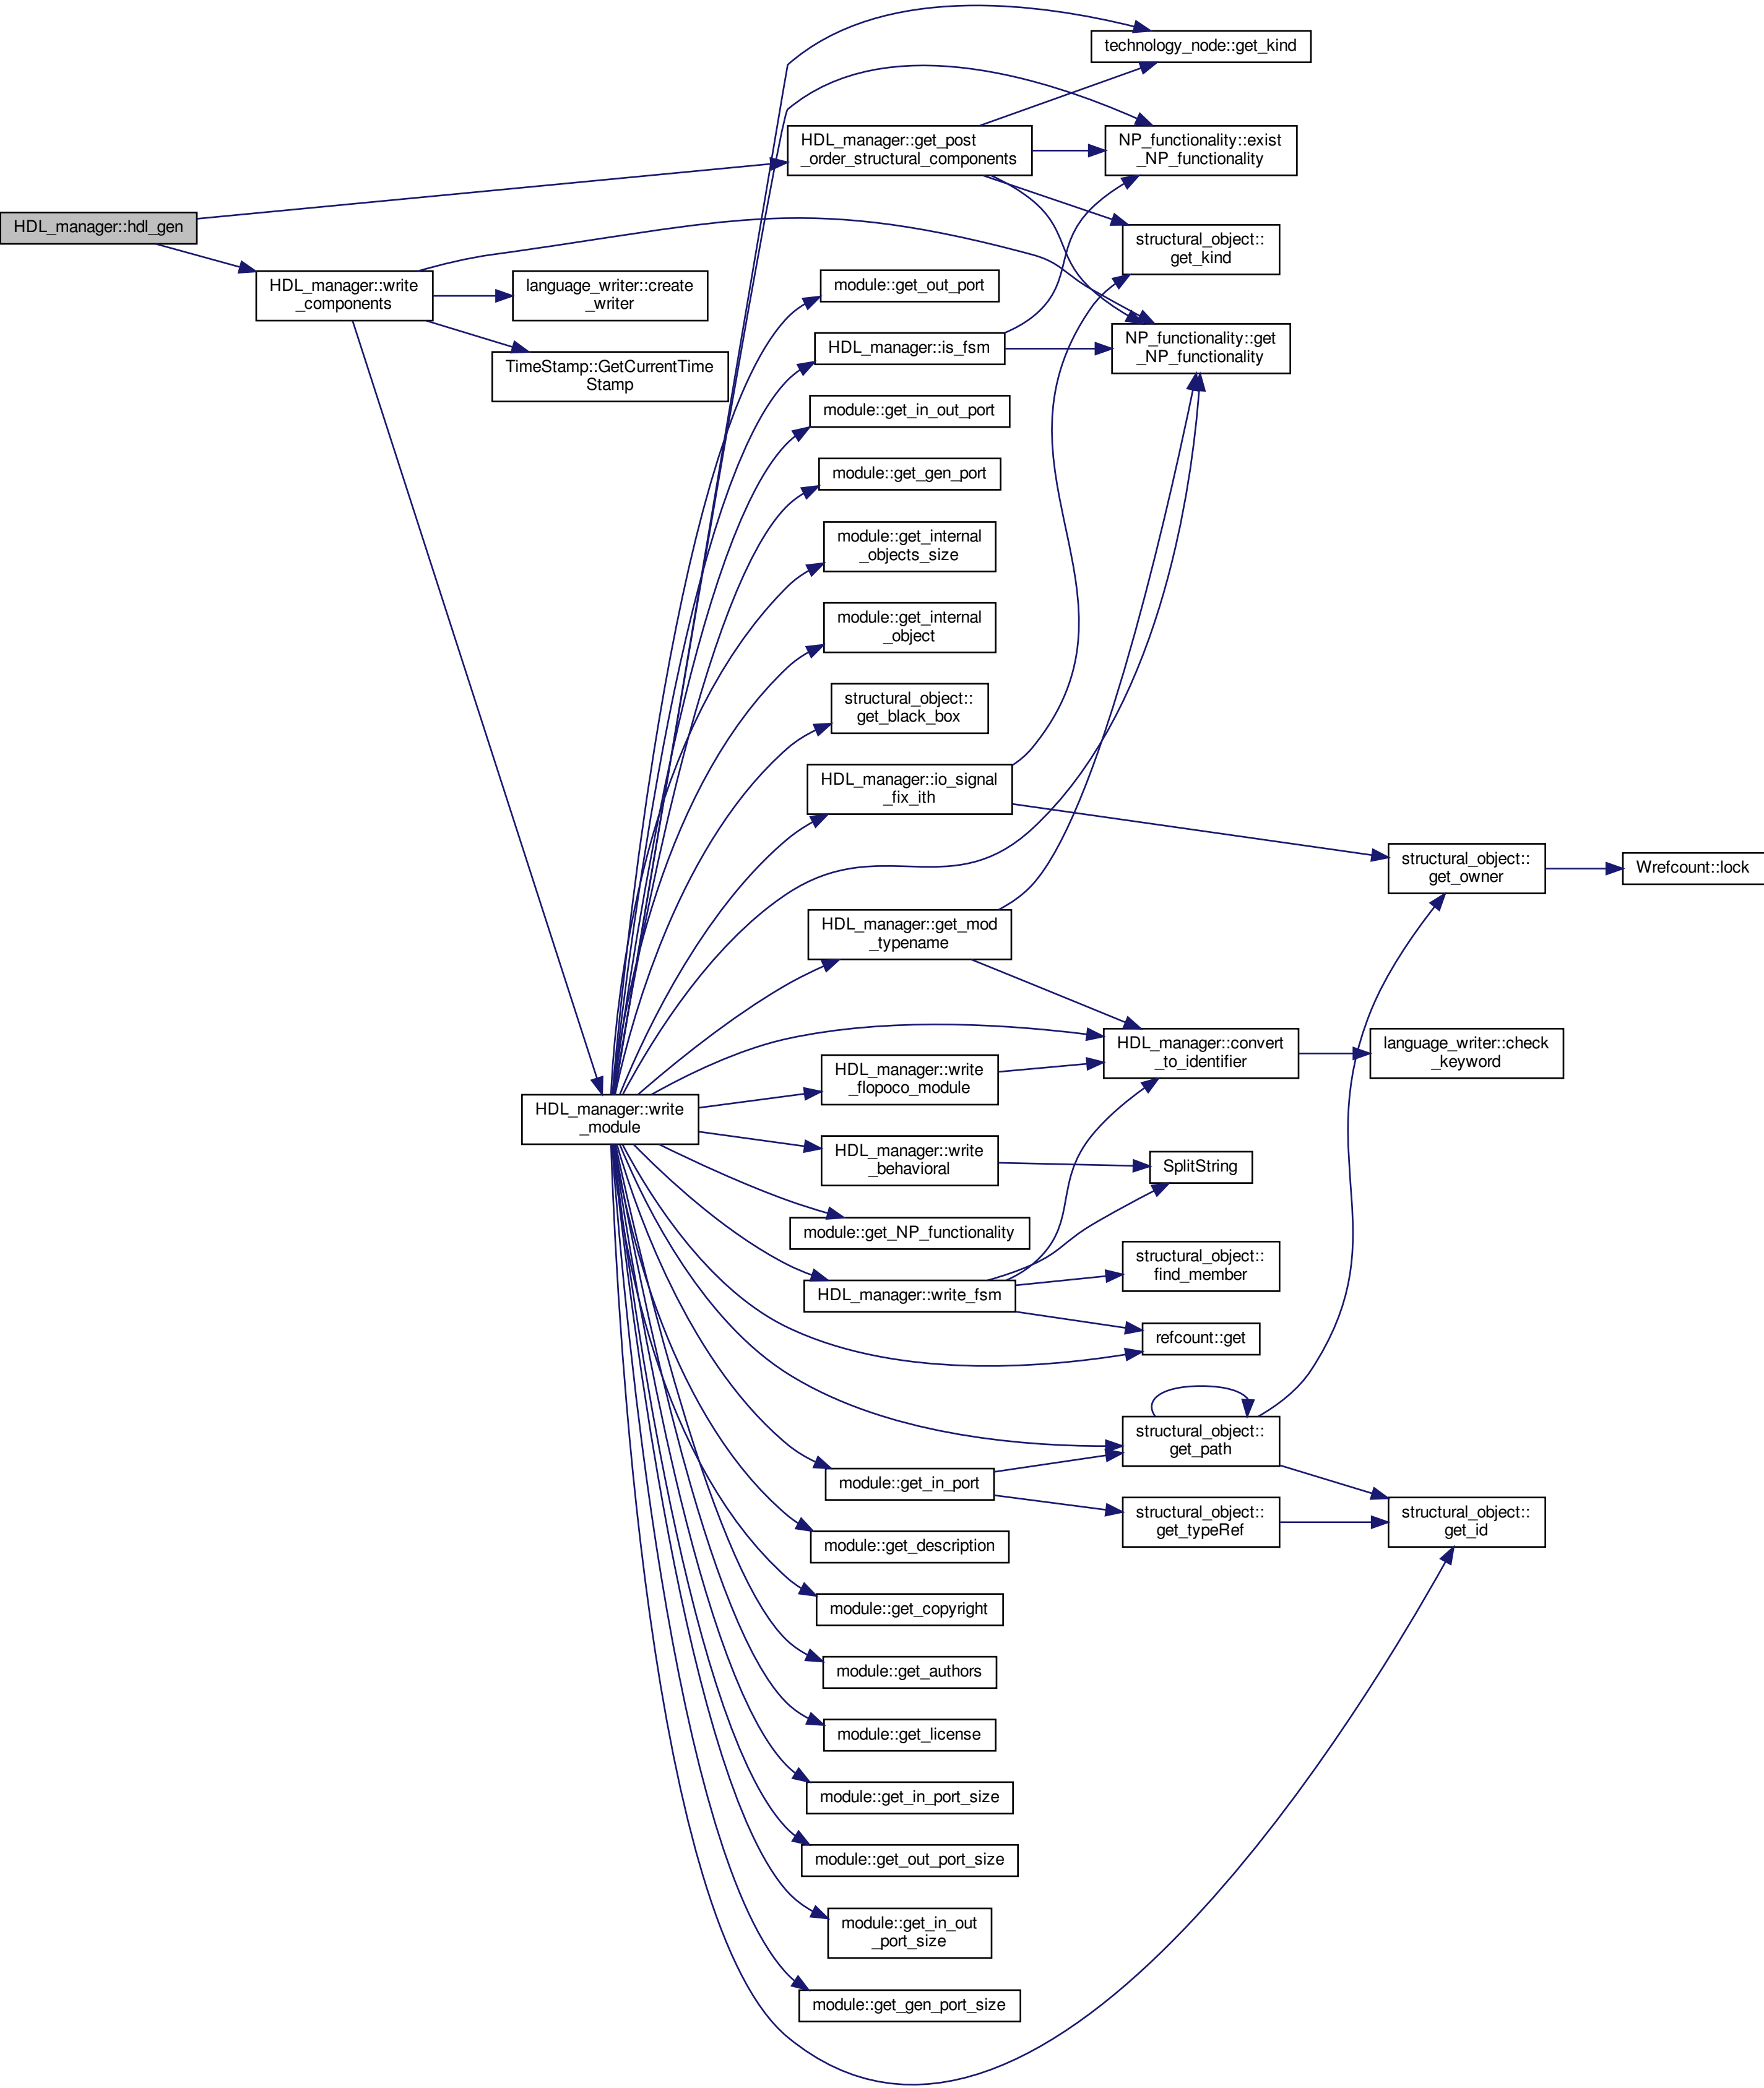 HDL_manager::hdl_gen
HDL_manager::write
_components
language_writer::create
_writer
TimeStamp::GetCurrentTime
Stamp
HDL_manager::write
_module
HDL_manager::get_post
_order_structural_components
module::get_out_port
HDL_manager::is_fsm
module::get_in_out_port
module::get_gen_port
module::get_internal
_objects_size
module::get_internal
_object
structural_object::
get_black_box
HDL_manager::io_signal
_fix_ith
HDL_manager::get_mod
_typename
HDL_manager::write
_flopoco_module
HDL_manager::write
_behavioral
module::get_NP_functionality
HDL_manager::write_fsm
module::get_in_port
module::get_description
module::get_copyright
module::get_authors
module::get_license
module::get_in_port_size
module::get_out_port_size
module::get_in_out
_port_size
module::get_gen_port_size
technology_node::get_kind
NP_functionality::exist
_NP_functionality
structural_object::
get_kind
NP_functionality::get
_NP_functionality
HDL_manager::convert
_to_identifier
SplitString
structural_object::
find_member
refcount::get
structural_object::
get_path
structural_object::
get_typeRef
structural_object::
get_owner
language_writer::check
_keyword
structural_object::
get_id
Wrefcount::lock